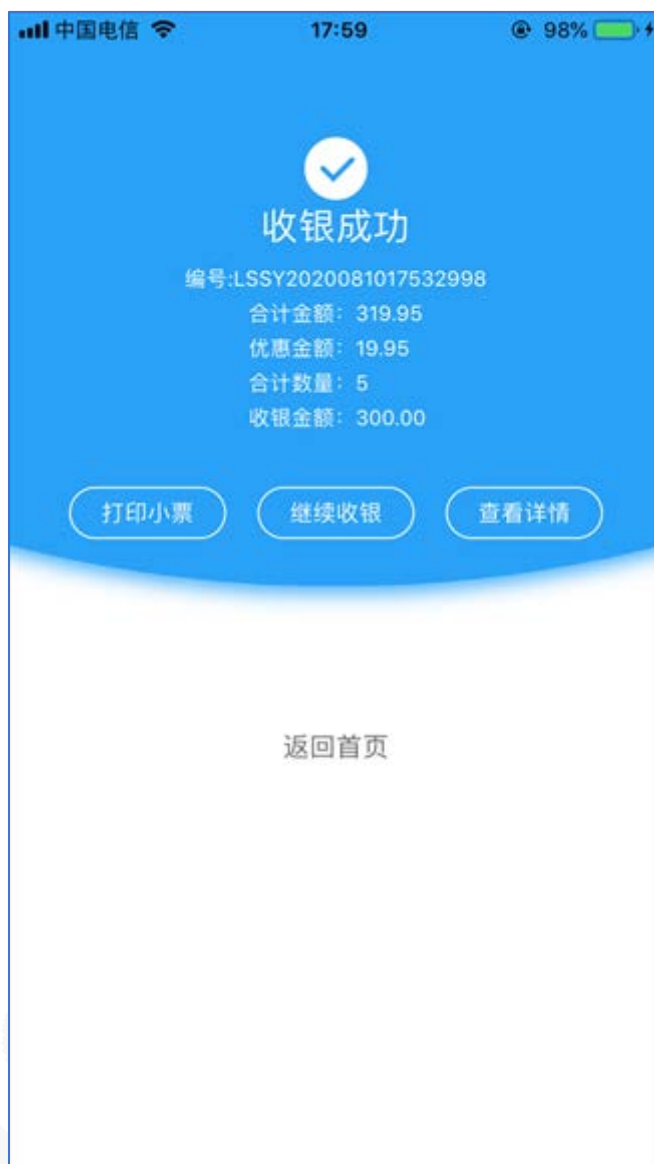 中国电信 17:59 98%
收银成功
编号:LSSY2020081017532998
合计金额：319.95
优惠金额：19.95
合计数量：5
收银金额：300.00
打印小票 继续收银 查看详情
返回首页